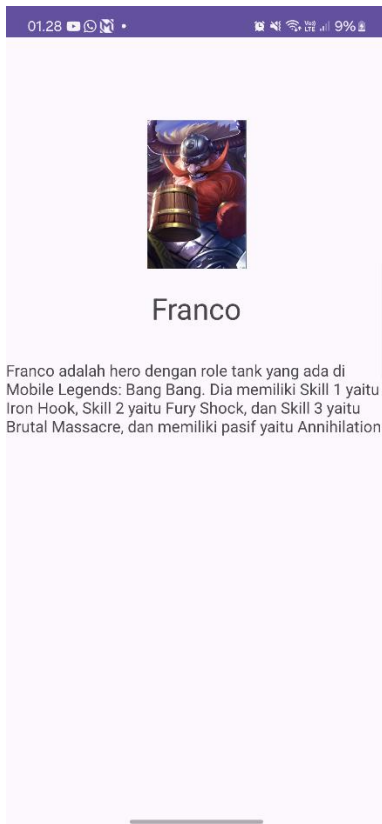 01.28
9%
Franco
Franco adalah hero dengan role tank yang ada di
Mobile Legends: Bang Bang. Dia memiliki Skill 1 yaitu
Iron Hook, Skill 2 yaitu Fury Shock, dan Skill 3 yaitu
Brutal Massacre, dan memiliki pasif yaitu Annihilation